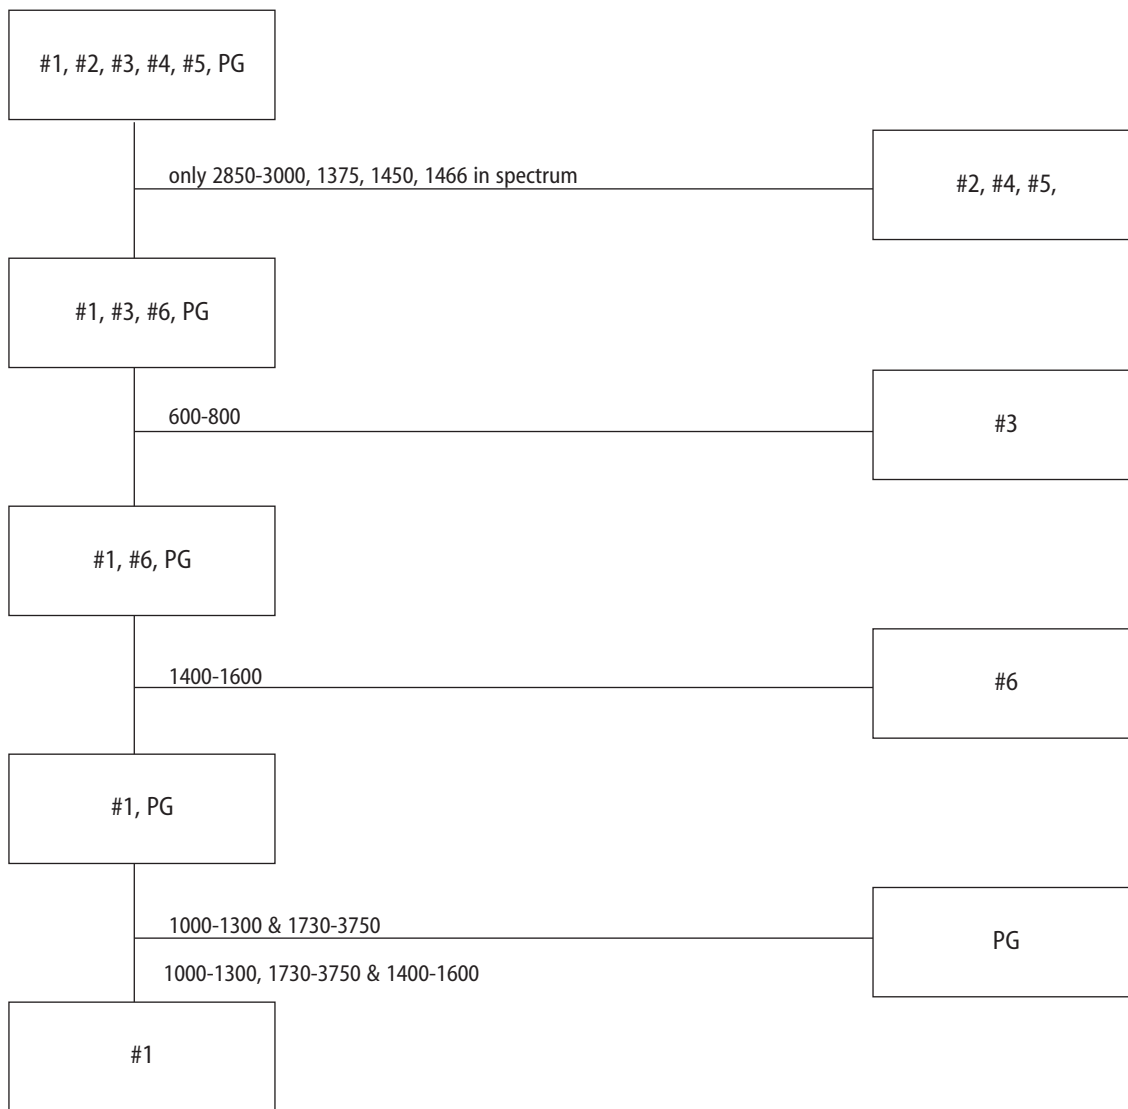 #1, #2, #3, #4, #5, PG
only 2850-3000, 1375, 1450, 1466 in spectrum
#2, #4, #5,
#1, #3, #6, PG
600-800
#3
#1, #6, PG
1400-1600
#6
#1, PG
1000-1300 & 1730-3750
PG
1000-1300, 1730-3750 & 1400-1600
#1